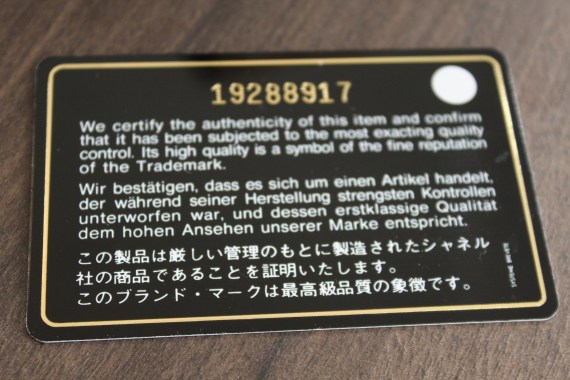 19288917
We certify the authenticity of this item and confirm
that it has been subjected to the most exacting quality
control. Its high quality is a symbol of the fine reputation
of the Trademark.
Wir bestätigen, dass es sich um einen Artikel handelt,
der während seiner Herstellung strengsten Kontrollen
unterworfen war, und dessen erstklassige Qualität
dem hohen Ansehen unserer Marke entspricht.
この製品は厳しい管理のもとに製造されたシャネル
社の商品であることを証明いたします。
このブランド・マークは最高級品質の象徴です。